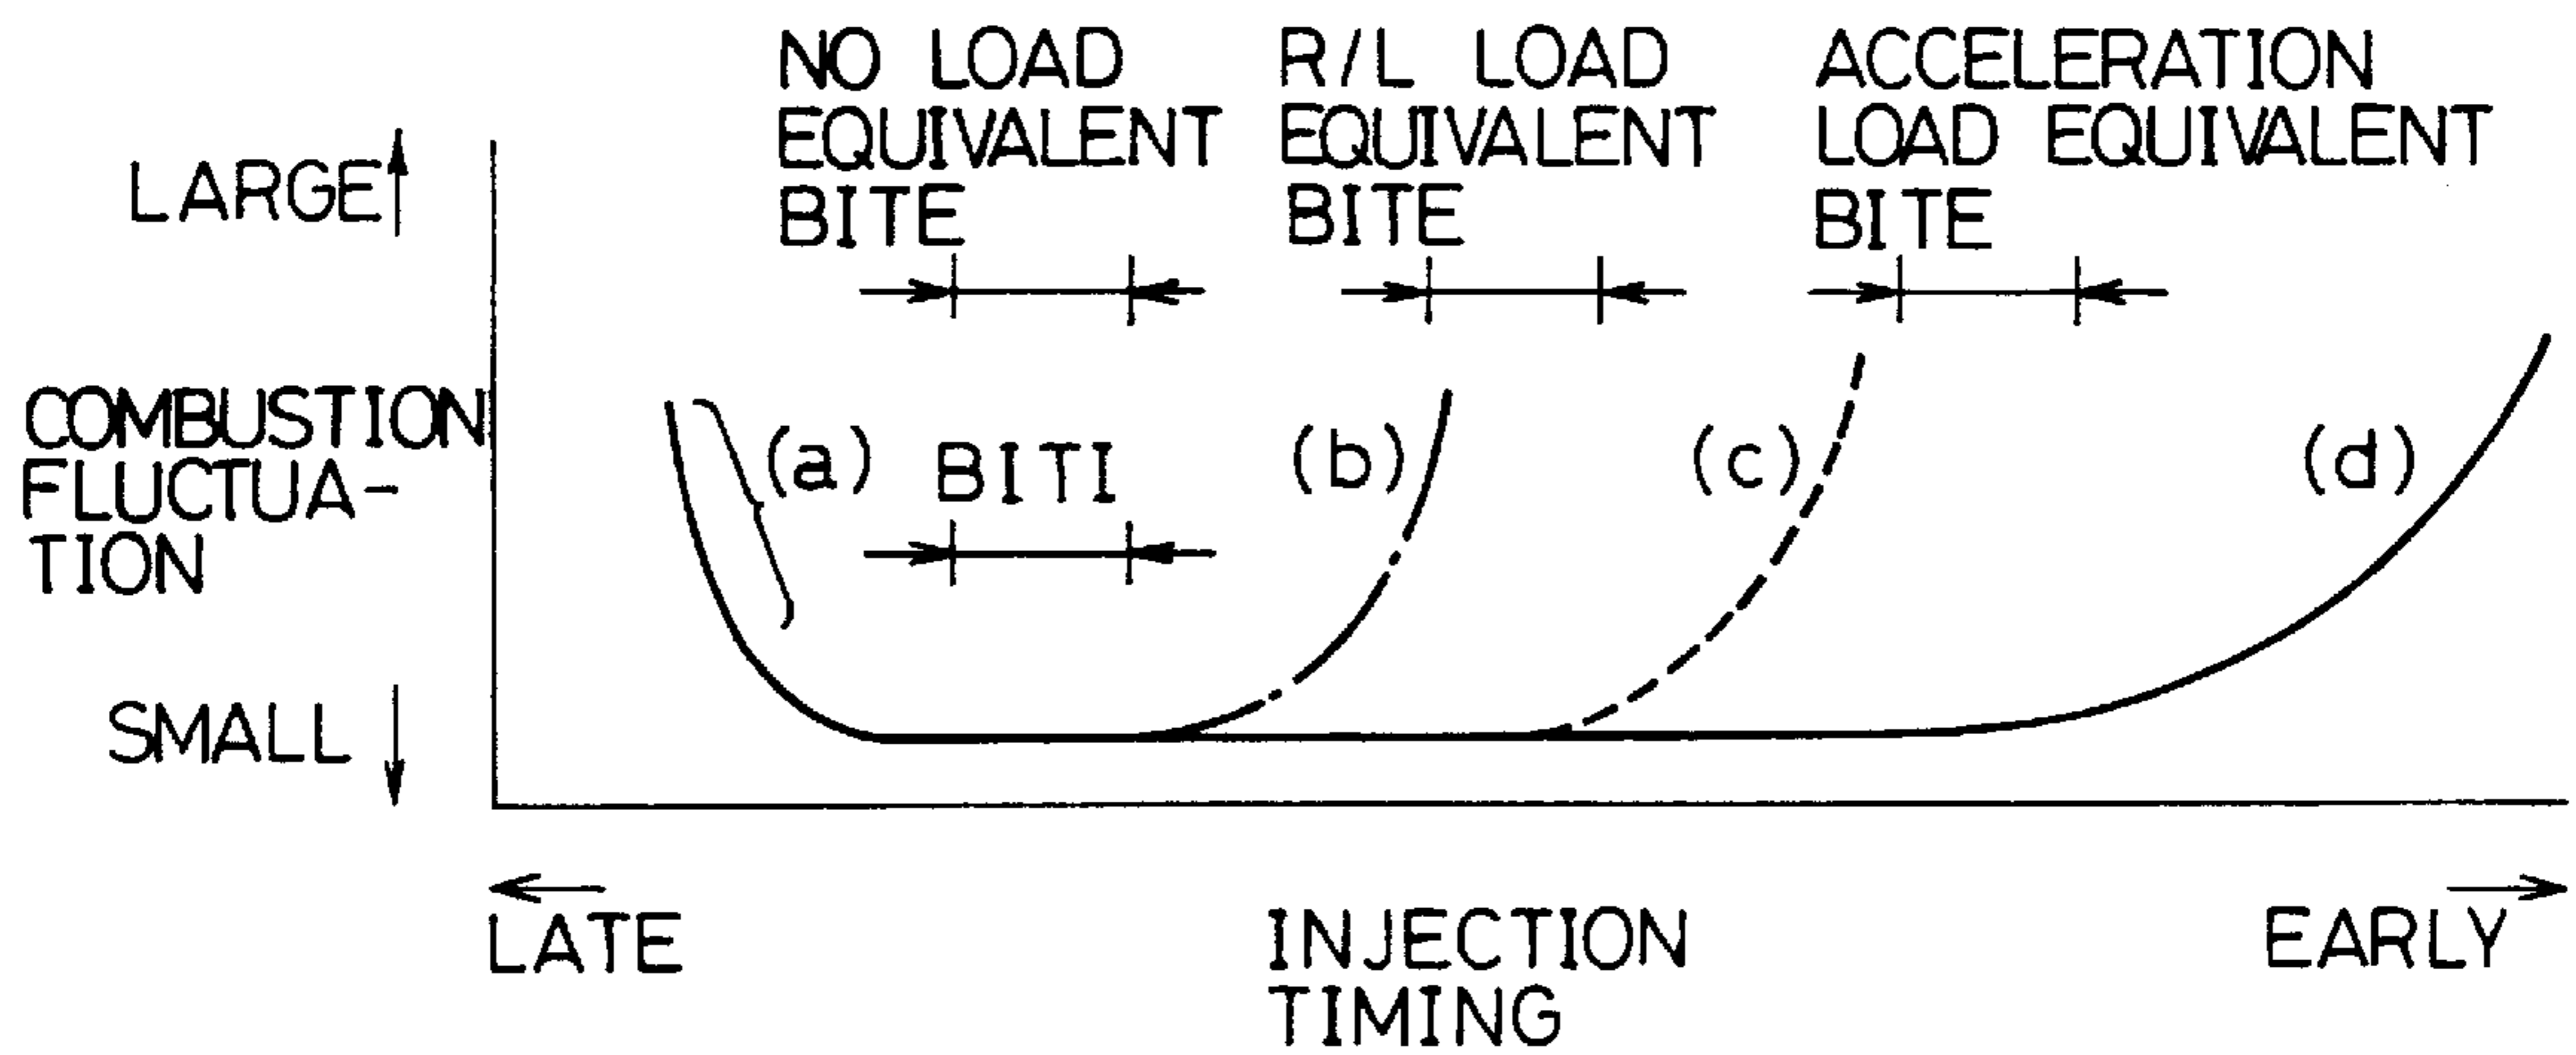 NO LOAD
EQUIVALENT
BITE
R/L LOAD
EQUIVALENT
BITE
ACCELERATION
LOAD EQUIVALENT
BITE
LARGE
COMBUSTION
FLUCTUA-
TION
SMALL
(a)
BITI
(b)
(c)
(d)
LATE
INJECTION
TIMING
EARLY